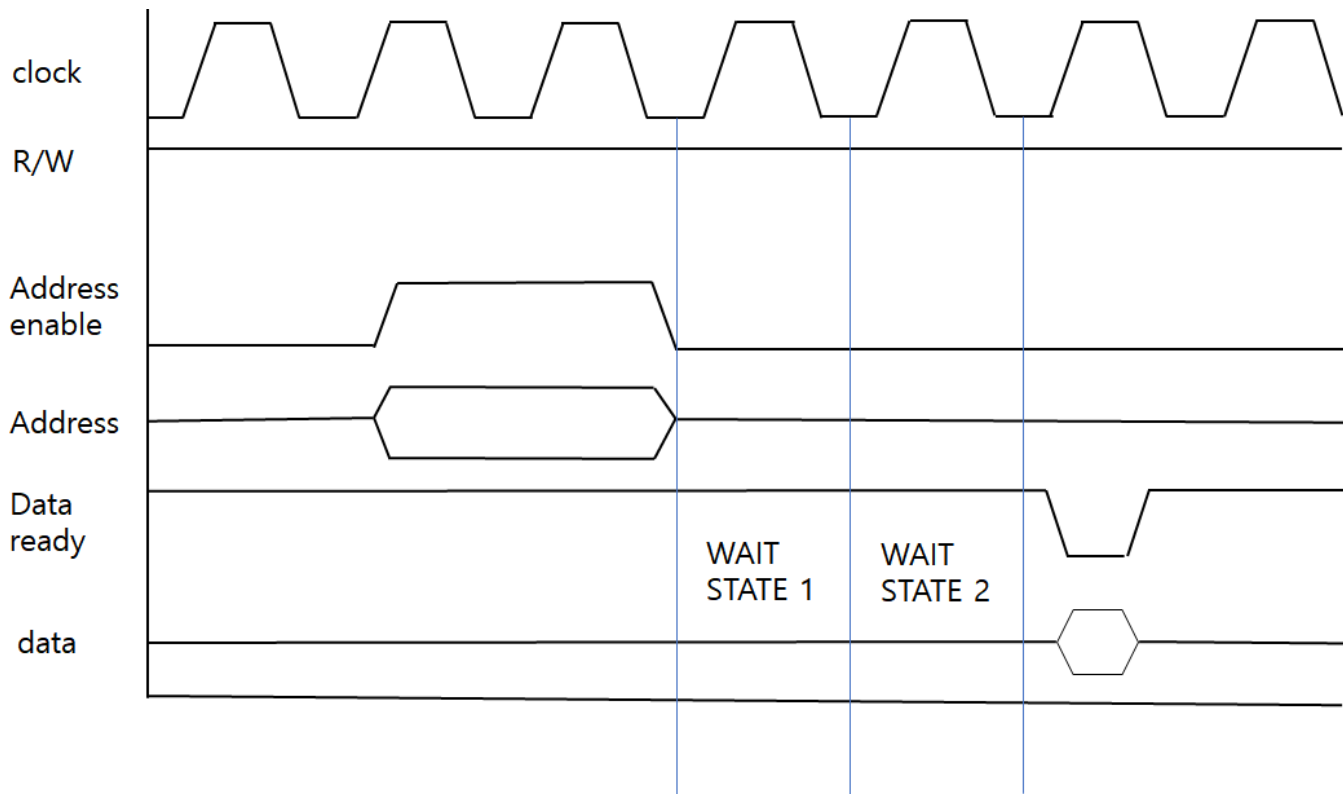 clock
R/W
Address
enable
Address
Data
ready
WAIT
STATE 1
WAIT
STATE 2
data